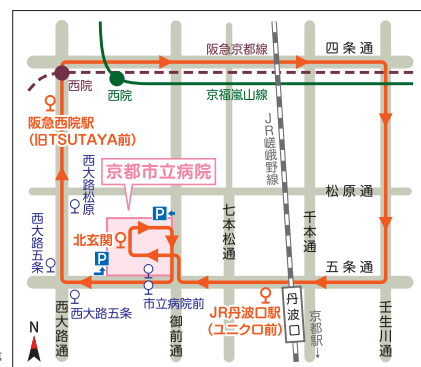 阪急京都線
四条通
西院
西院
京福嵐山線
阪急西院駅
(旧TSUTAYA前)
JR嵯峨野線
京都市立病院
西大路松原
松原通
P
七本松通
千本通
西大路五条
北玄関
P
五条通
市立病院前
西大路五条
JR丹波口駅
(ユニクロ前)
丹波口
京都駅
西大路通
御前通
壬生川通
N